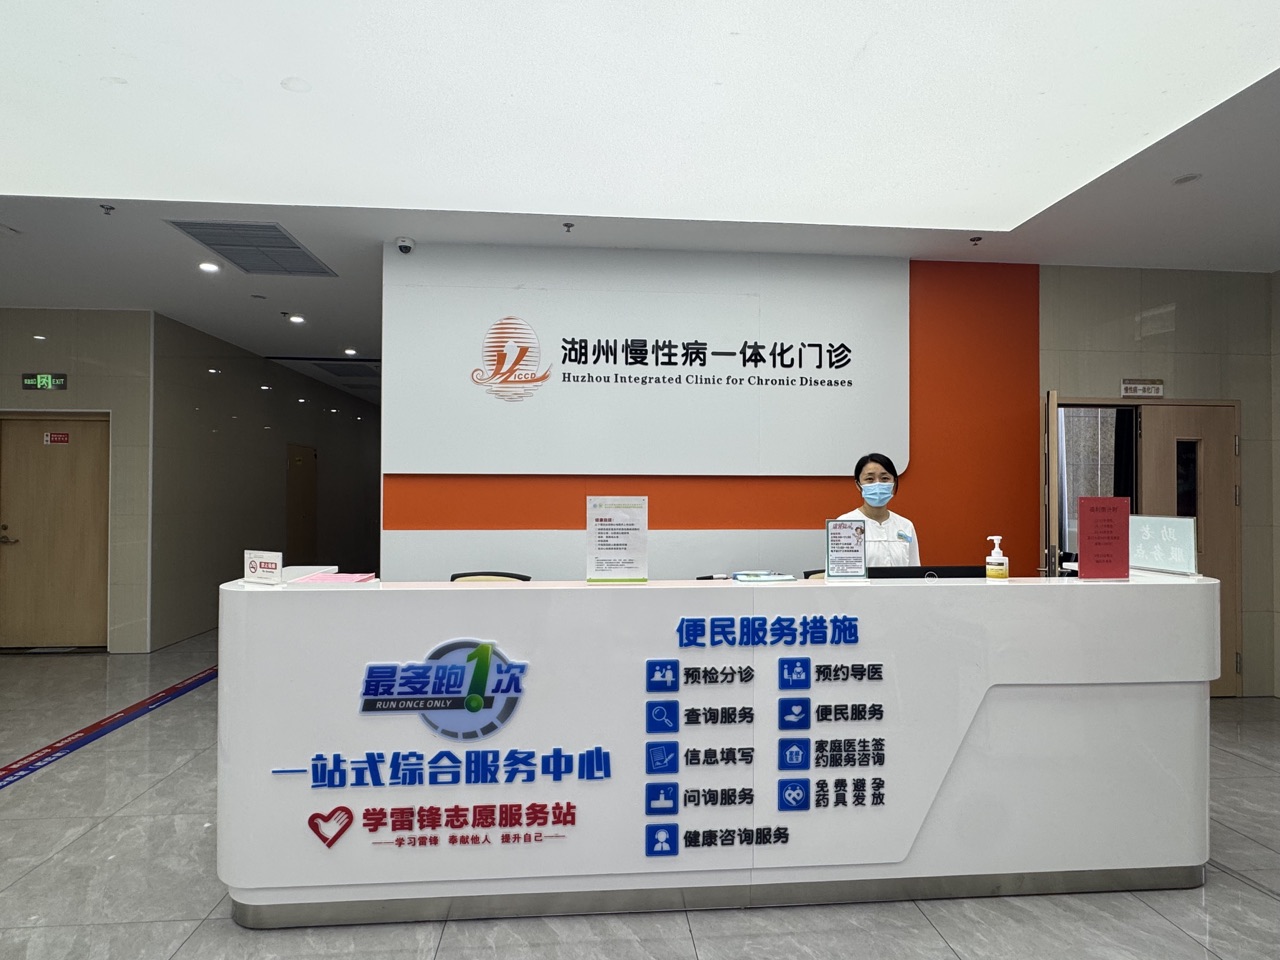 湖州慢性病一体化门诊
Huzhou Integrated Clinic for Chronic Diseases
ICCD
EXIT
慢性病一体化门诊
助老
服务点
最多跑1次
RUN ONCE ONLY
一站式综合服务中心
学雷锋志愿服务站
——学习雷锋 奉献他人 提升自己——
便民服务措施
预检分诊
预约导医
查询服务
便民服务
信息填写
家庭医生签
约服务咨询
问询服务
免费避孕
药具发放
健康咨询服务